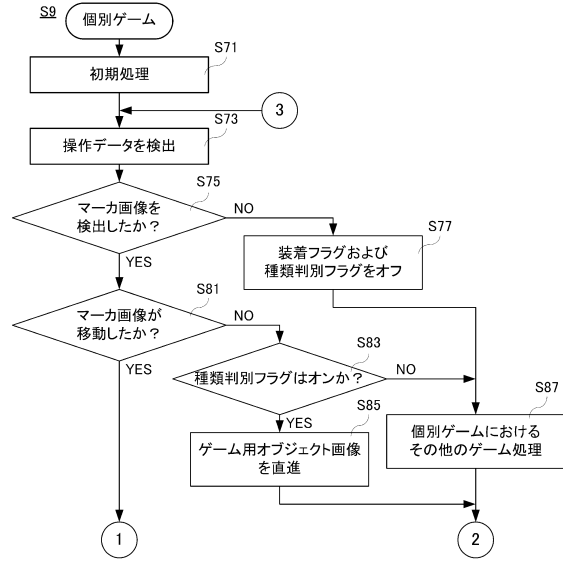 S9
個別ゲーム
S71
初期処理
3
S73
操作データを検出
S75
マーカ画像を
検出したか？
NO
YES
S77
装着フラグおよび
種類判別フラグをオフ
S81
マーカ画像が
移動したか？
NO
YES
S83
種類判別フラグはオンか？
NO
YES
S85
ゲーム用オブジェクト画像
を直進
S87
個別ゲームにおける
その他のゲーム処理
1
2